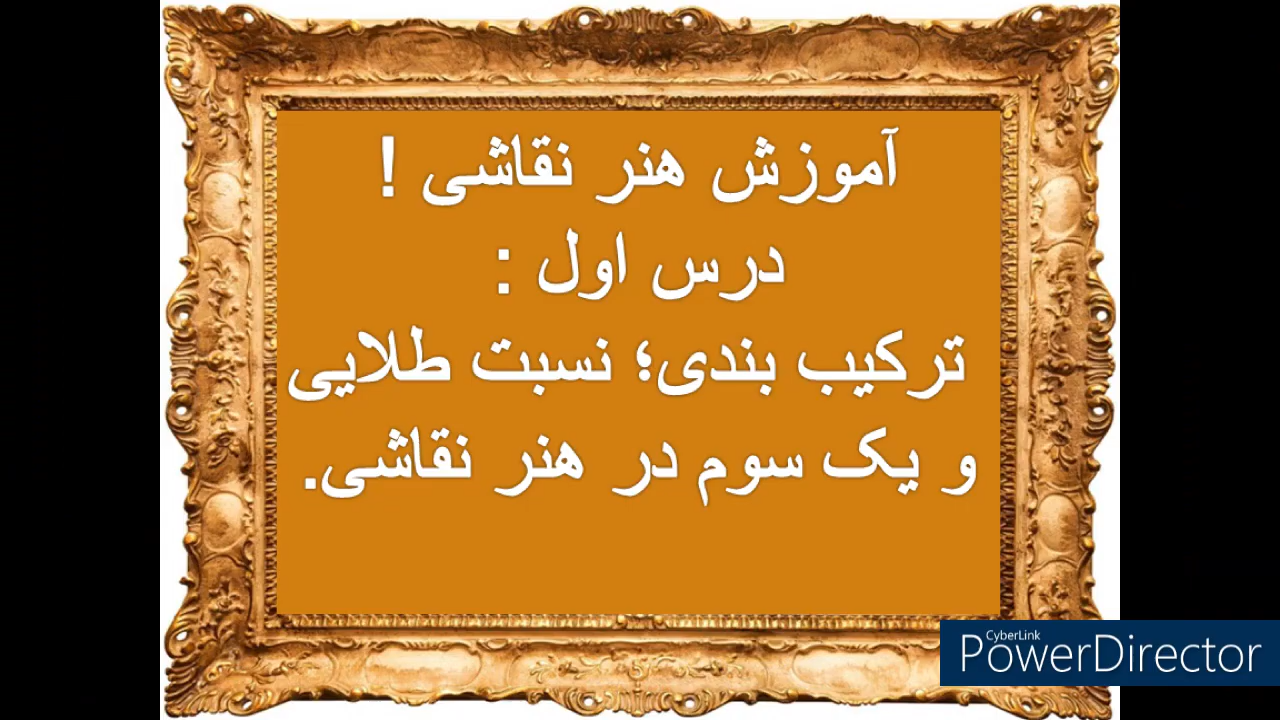 آموزش هنر نقاشی !
درس اول :
ترکیب بندی؛ نسبت طلایی
و یک سوم در هنر نقاشی.
CyberLink
PowerDirector